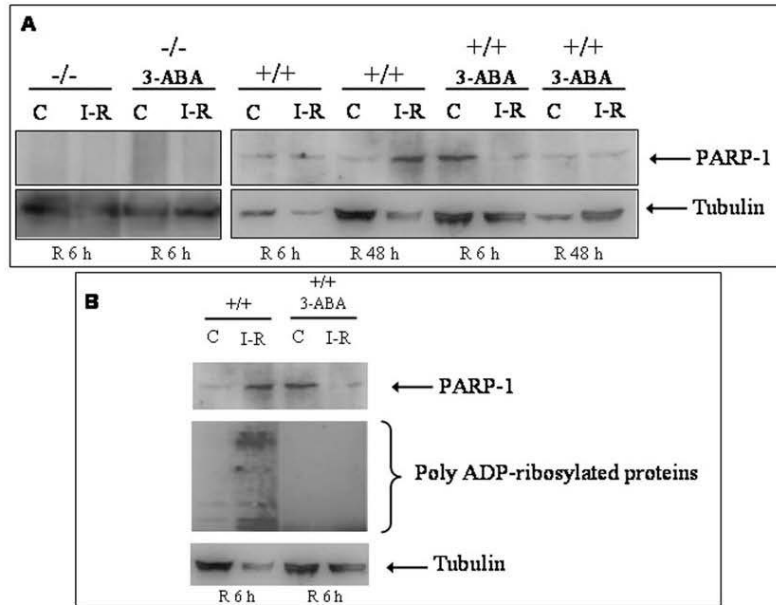 A
-/- +/+ +/+
-/- 3-ABA +/+ +/+ 3-ABA 3-ABA
C I-R C I-R C I-R C I-R C I-R C I-R
PARP-1
Tubulin
R 6 h R 6 h R 6 h R 48 h R 6 h R 48 h
B
+/+
+/+ 3-ABA
C I-R C I-R
PARP-1
Poly ADP-ribosylated proteins
Tubulin
R 6 h R 6 h